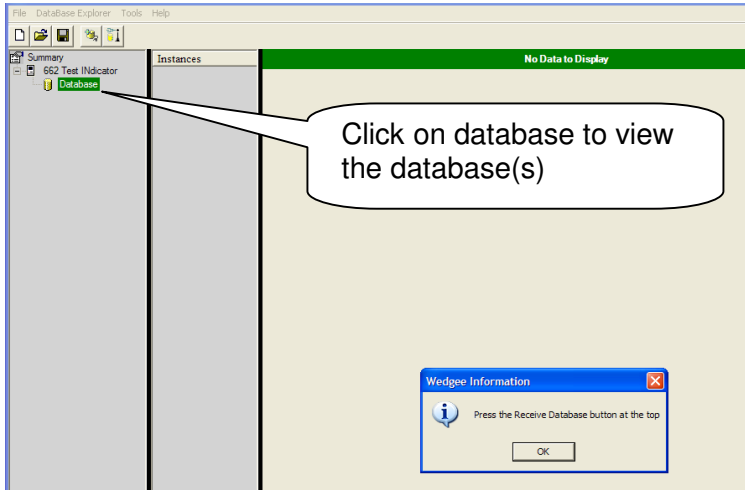 File DataBase Explorer Tools Help
Summary
662 Test INdicator
Database
Instances
No Data to Display
Click on database to view
the database(s)
Wedgee Information
Press the Receive Database button at the top
OK